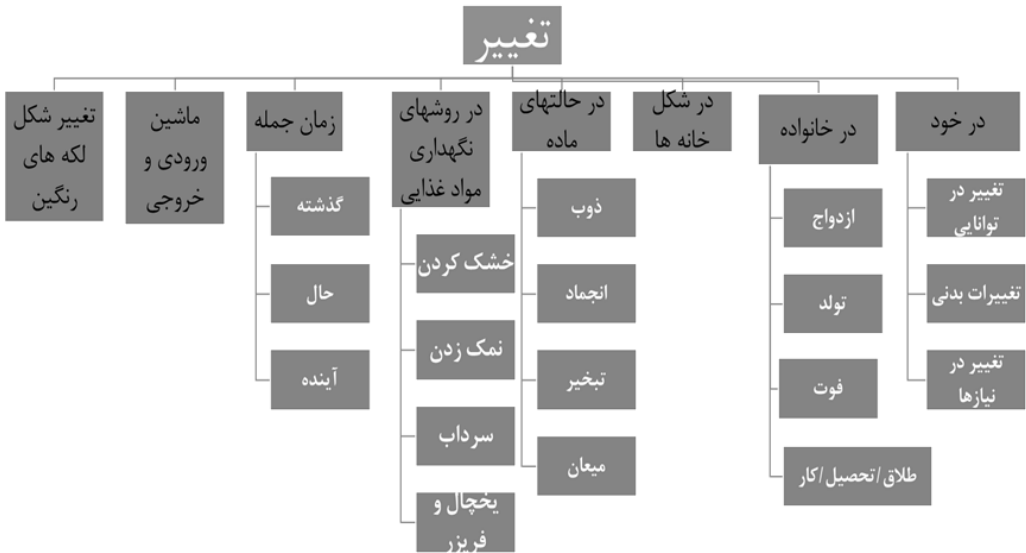 تغییر
در خود
تغییر در
توانایی
تغییرات بدنی
تغییر در
نیازها
در خانواده
ازدواج
تولد
فوت
طلاق/تحصیل/کار
در شکل
خانه ها
در حالتهای
ماده
ذوب
انجماد
تبخیر
میعان
در روشهای
نگهداری
مواد غذایی
خشک کردن
نمک زدن
سرداب
یخچال و
فریزر
زمان جمله
گذشته
حال
آینده
ماشین
ورودی و
خروجی
تغییر شکل
لکه های
رنگین